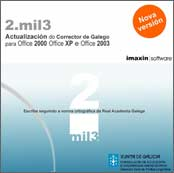 2.mil3
Nova versión
Actualización do Corrector de Galego
para Office 2000 Office XP e Office 2003
imaxin|software
Escribe seguindo a norma ortográfica da Real Academia Galega
2
mil3
XUNTA DE GALICIA